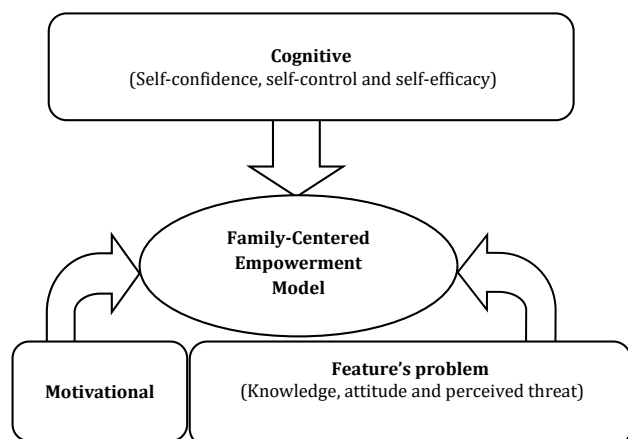 Cognitive
(Self-confidence, self-control and self-efficacy)
Family-Centered
Empowerment
Model
Motivational
Feature's problem
(Knowledge, attitude and perceived threat)